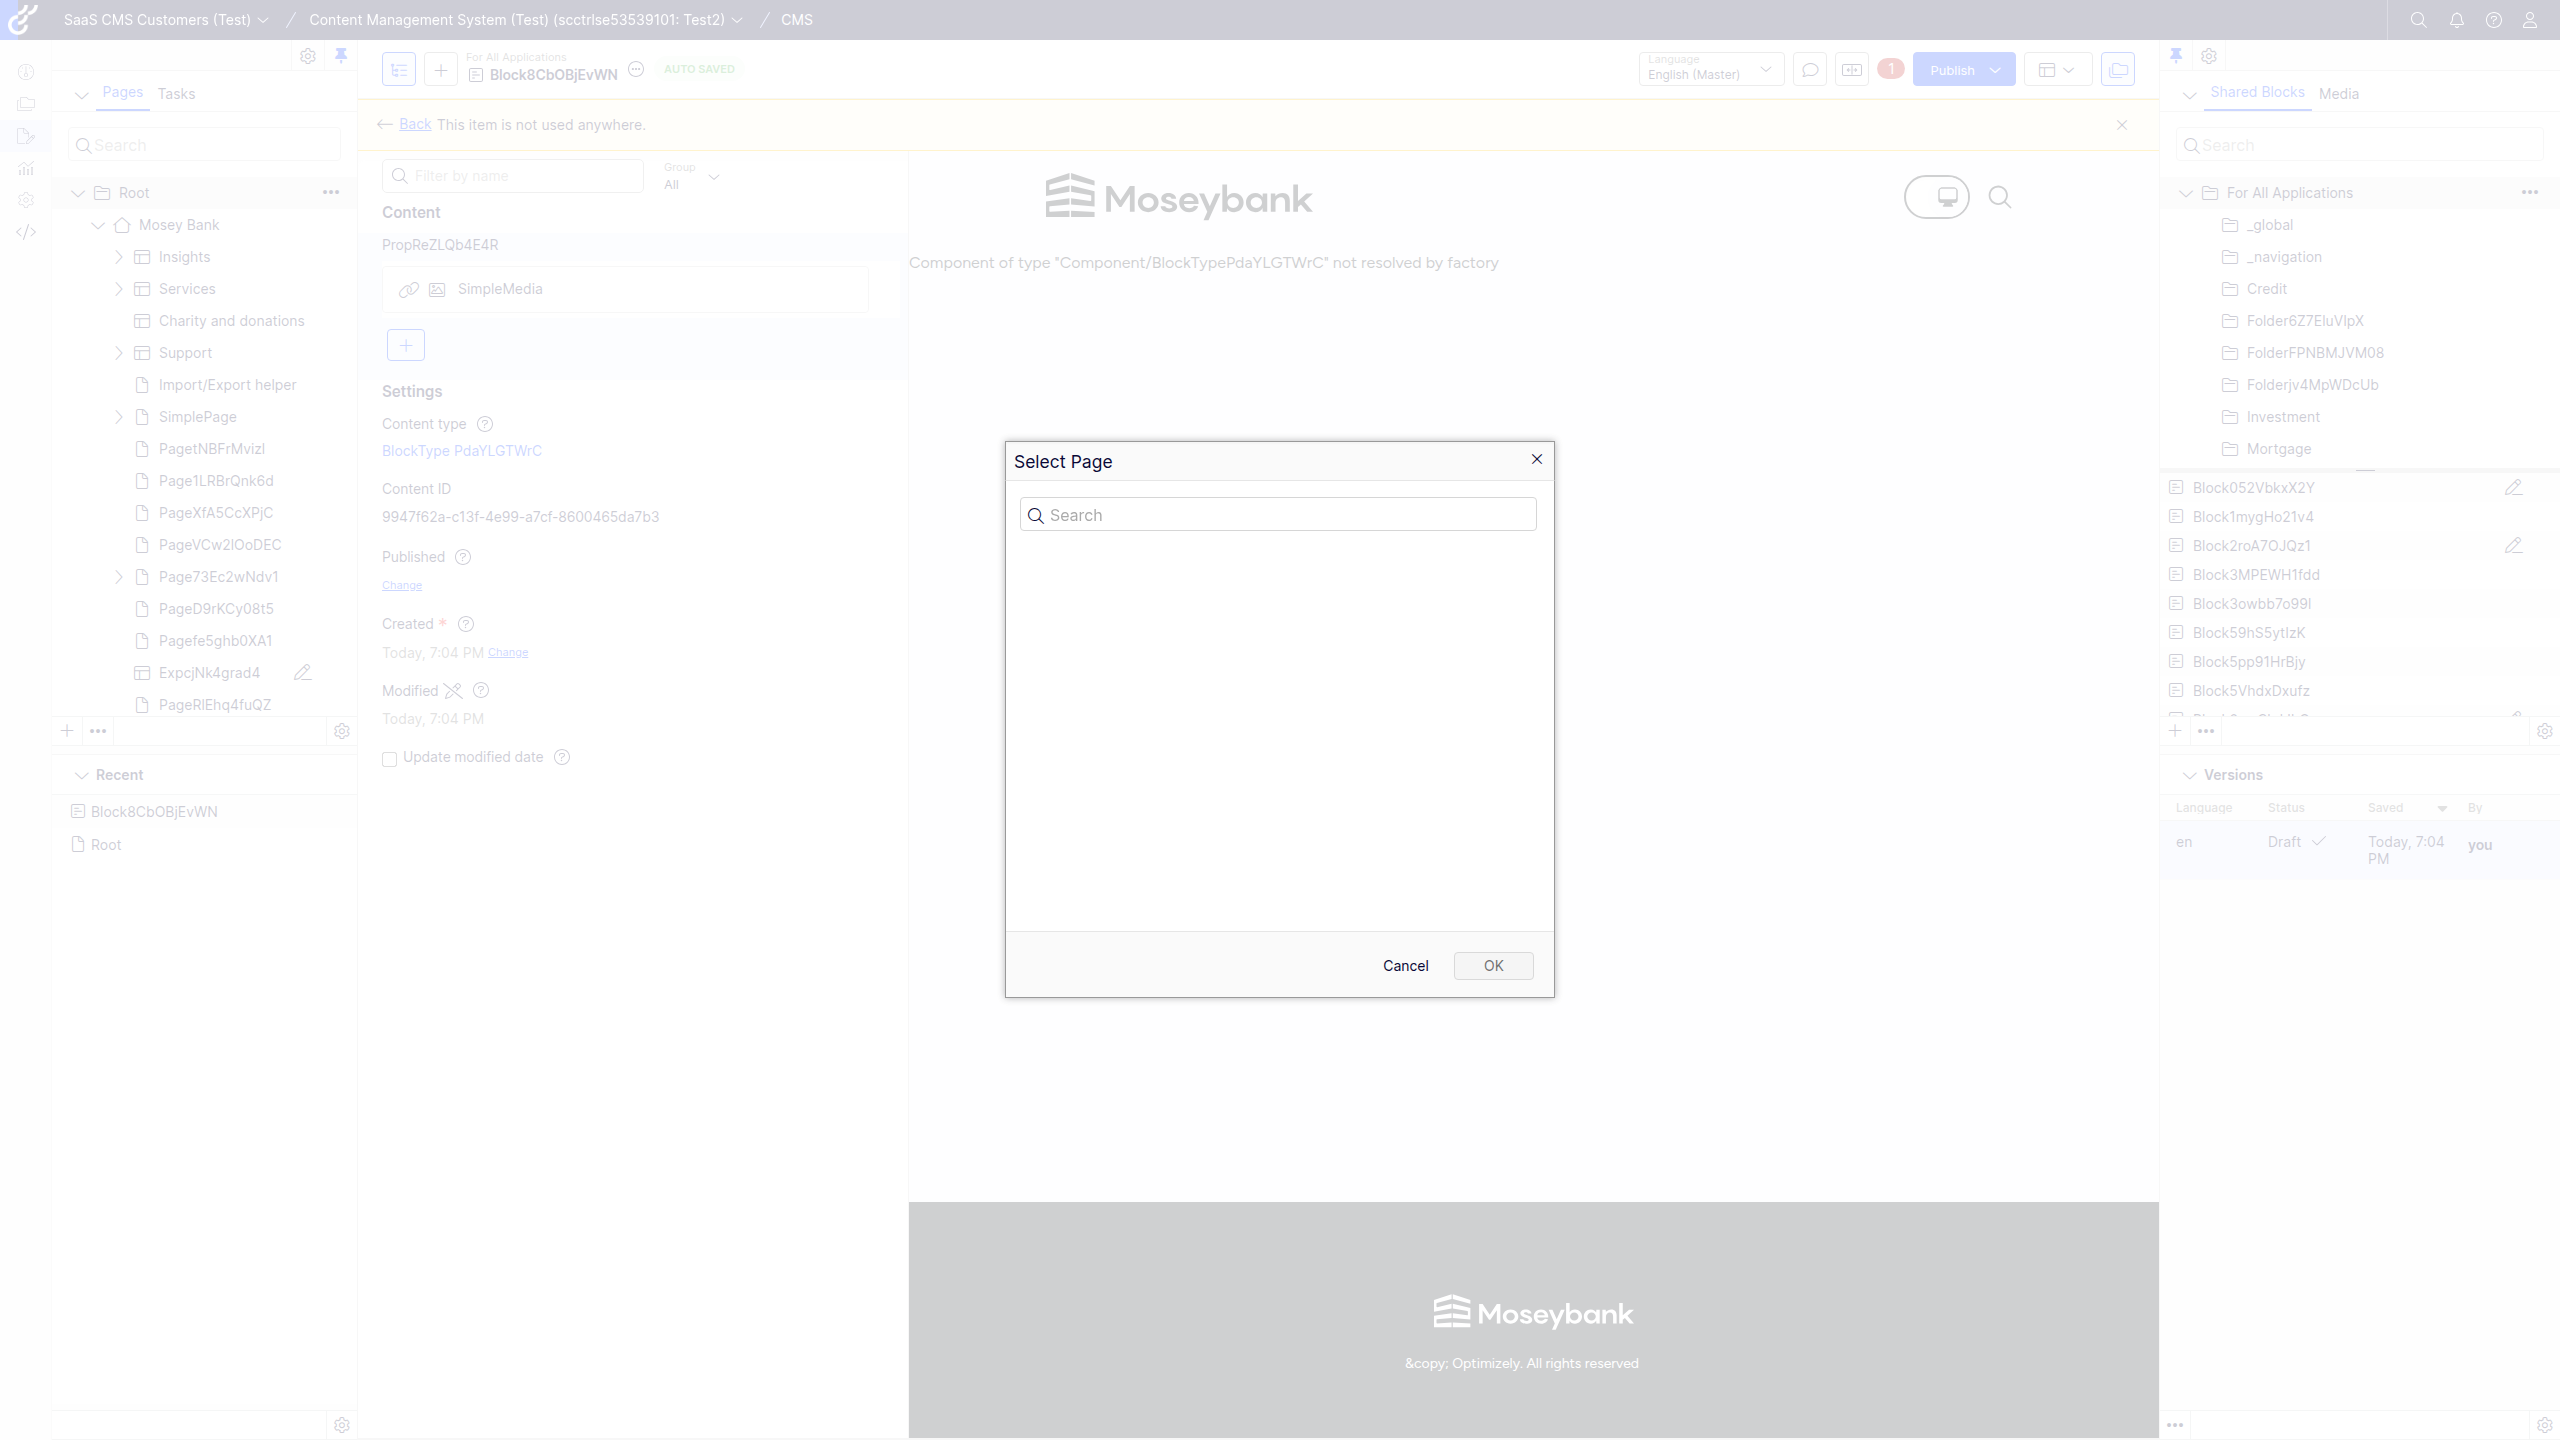 SaaS CMS Customers (Test) / Content Management System (Test) (scctrlse53539101: Test2) / CMS
Pages Tasks
Search
Root
Mosey Bank
Insights
Services
Charity and donations
Support
Import/Export helper
SimplePage
PagetNBFrMvizl
Page1LRBrQnk6d
PageXfA5CcXPjC
PageVCw2lOoDEC
Page73Ec2wNdv1
PageD9rKCy08t5
Pagefe5ghb0XA1
ExpcjNk4grad4
PageRlEhq4fuQZ
Recent
Block8CbOBjEvWN
Root
For All Applications
Block8CbOBjEvWN
AUTO SAVED
Language
English (Master)
1
Publish
Back This item is not used anywhere.
Filter by name
Group
All
Content
PropReZLQb4E4R
SimpleMedia
Settings
Content type
BlockType PdaYLGTWrC
Content ID
9947f62a-c13f-4e99-a7cf-8600465da7b3
Published
Change
Created *
Today, 7:04 PM Change
Modified
Today, 7:04 PM
Update modified date
Moseybank
Component of type "Component/BlockTypePdaYLGTWrC" not resolved by factory
Select Page
Search
Cancel OK
Moseybank
&copy; Optimizely. All rights reserved
Shared Blocks Media
Search
For All Applications
_global
_navigation
Credit
Folder6Z7EluVlpX
FolderFPNBMJVM08
Folderjv4MpWDcUb
Investment
Mortgage
Block052VbkxX2Y
Block1mygHo21v4
Block2roA7OJQz1
Block3MPEWH1fdd
Block3owbb7o99l
Block59hS5ytIzK
Block5pp91HrBjy
Block5VhdxDxufz
Versions
Language Status Saved By
en Draft Today, 7:04 PM you